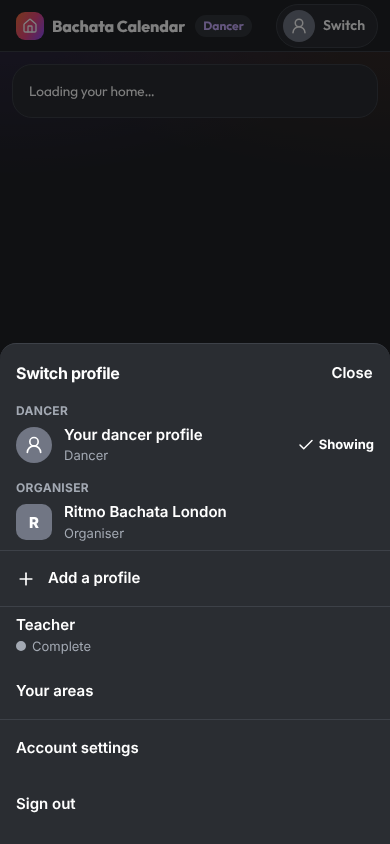 Bachata Calendar
Dancer
Switch
Loading your home...
Switch profile
Close
DANCER
Your dancer profile
Dancer
Showing
ORGANISER
R
Ritmo Bachata London
Organiser
Add a profile
Teacher
Complete
Your areas
Account settings
Sign out